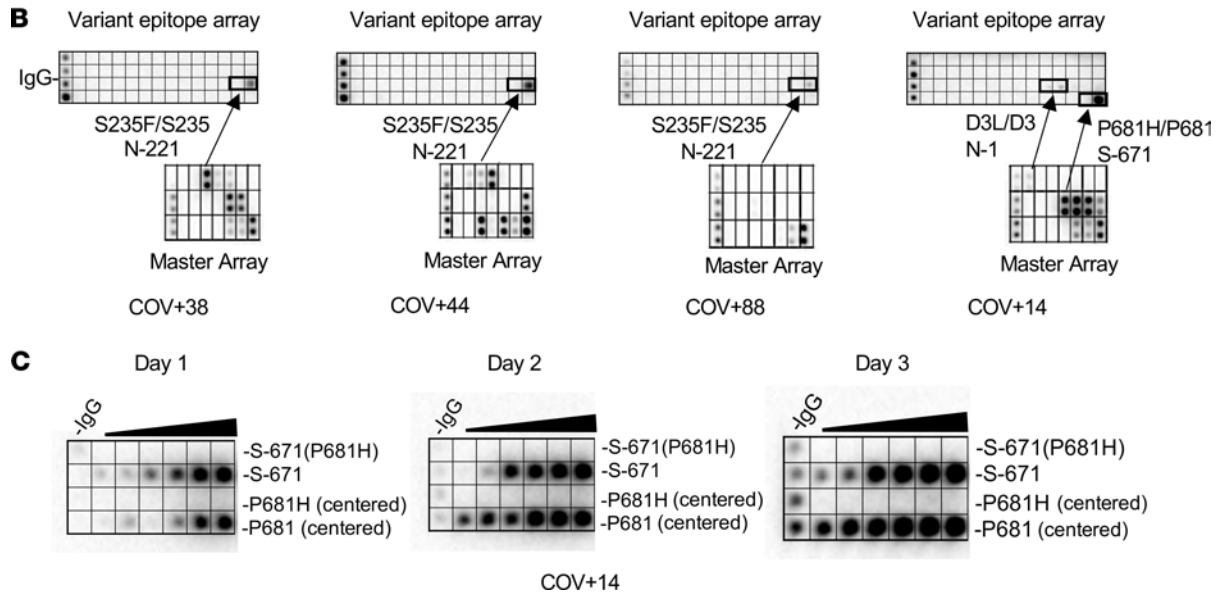 B
Variant epitope array
Variant epitope array
Variant epitope array
Variant epitope array
IgG-
S235F/S235
N-221
S235F/S235
N-221
S235F/S235
N-221
D3L/D3
N-1
P681H/P681
S-671
Master Array
Master Array
Master Array
Master Array
COV+38
COV+44
COV+88
COV+14
C
Day 1
Day 2
Day 3
-IgG
-S-671(P681H)
-S-671
-P681H (centered)
-P681 (centered)
-IgG
-S-671(P681H)
-S-671
-P681H (centered)
-P681 (centered)
-IgG
-S-671(P681H)
-S-671
-P681H (centered)
-P681 (centered)
COV+14